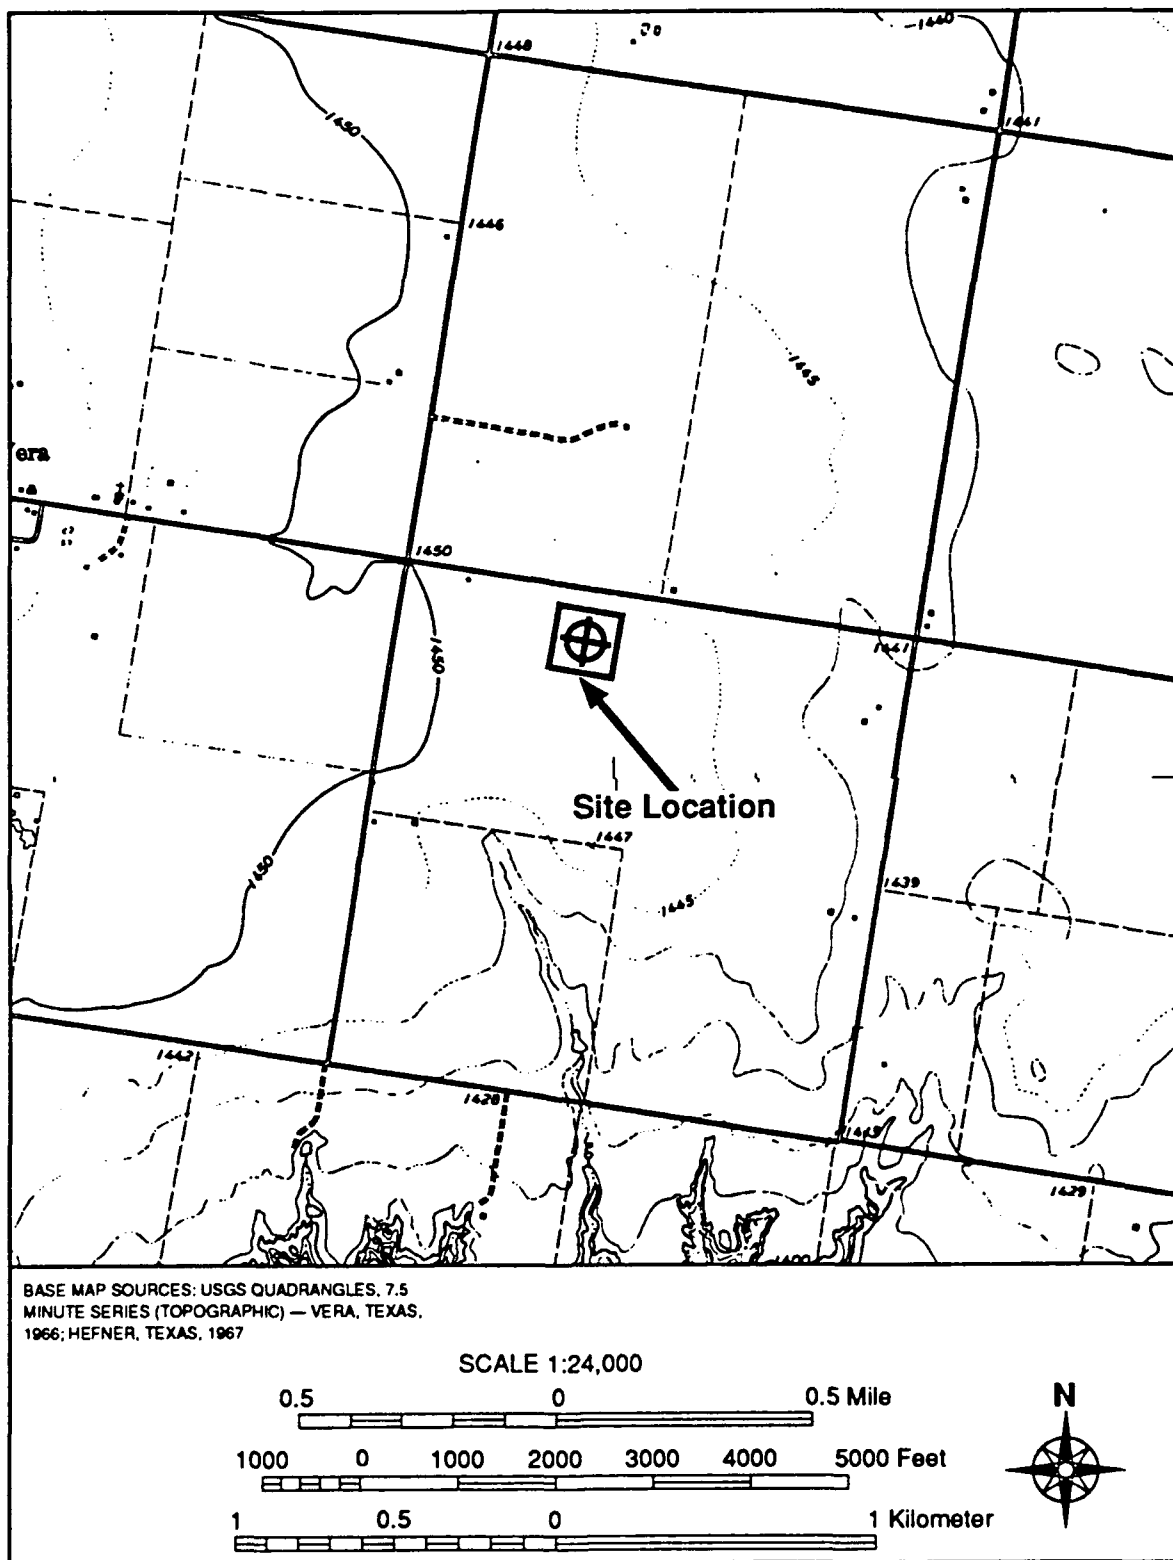 1440
1448
1441
1450
1446
1445
era
1450
1441
1450
Site Location
1447
1450
1439
1445
1442
1428
1445
1429
1400
BASE MAP SOURCES: USGS QUADRANGLES, 7.5
MINUTE SERIES (TOPOGRAPHIC) — VERA, TEXAS,
1966; HEFNER, TEXAS, 1967
SCALE 1:24,000
0.5 0 0.5 Mile
N
1000 0 1000 2000 3000 4000 5000 Feet
1 0.5 0 1 Kilometer